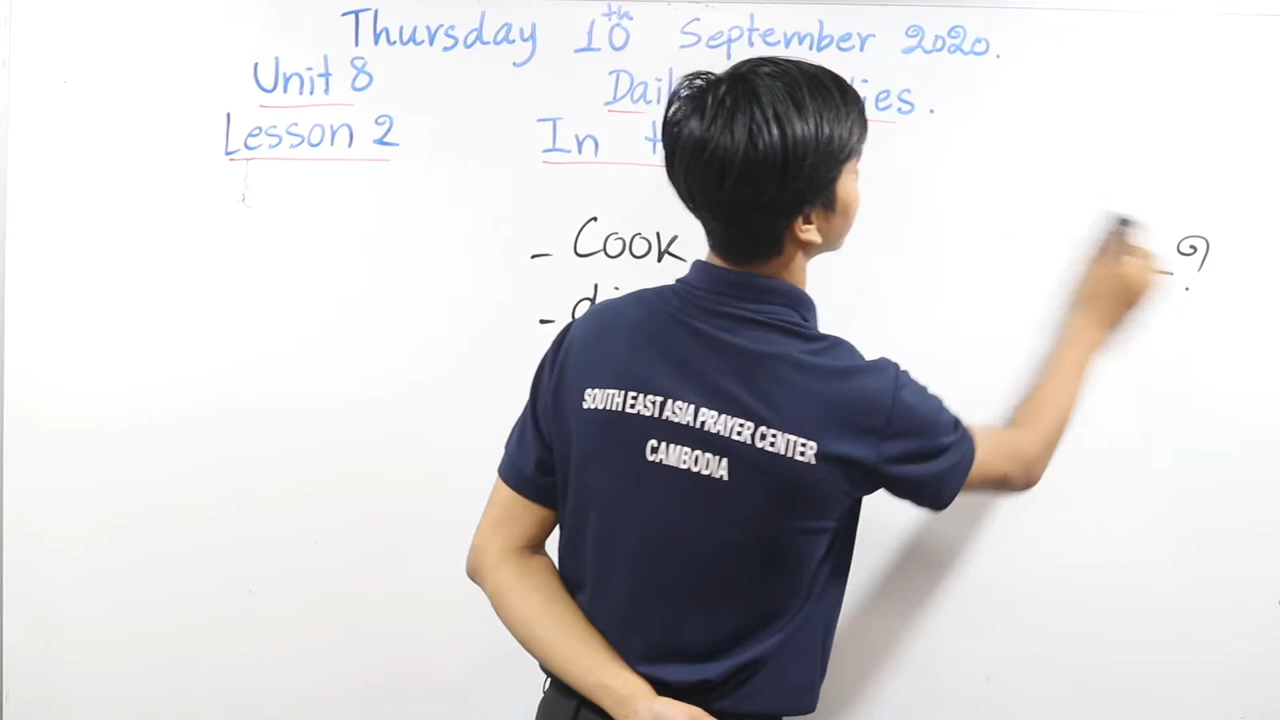 Thursday 10th September 2020.
Unit 8
Lesson 2 In
- Cook ?
-
SOUTH EAST ASIA PRAYER CENTER
CAMBODIA